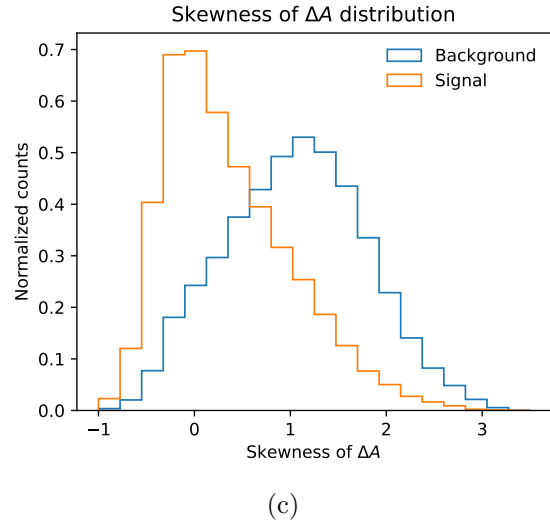 Skewness of ΔA distribution
Background
Signal
Normalized counts
0.7
0.6
0.5
0.4
0.3
0.2
0.1
0.0
−1 0 1 2 3
Skewness of ΔA
(c)